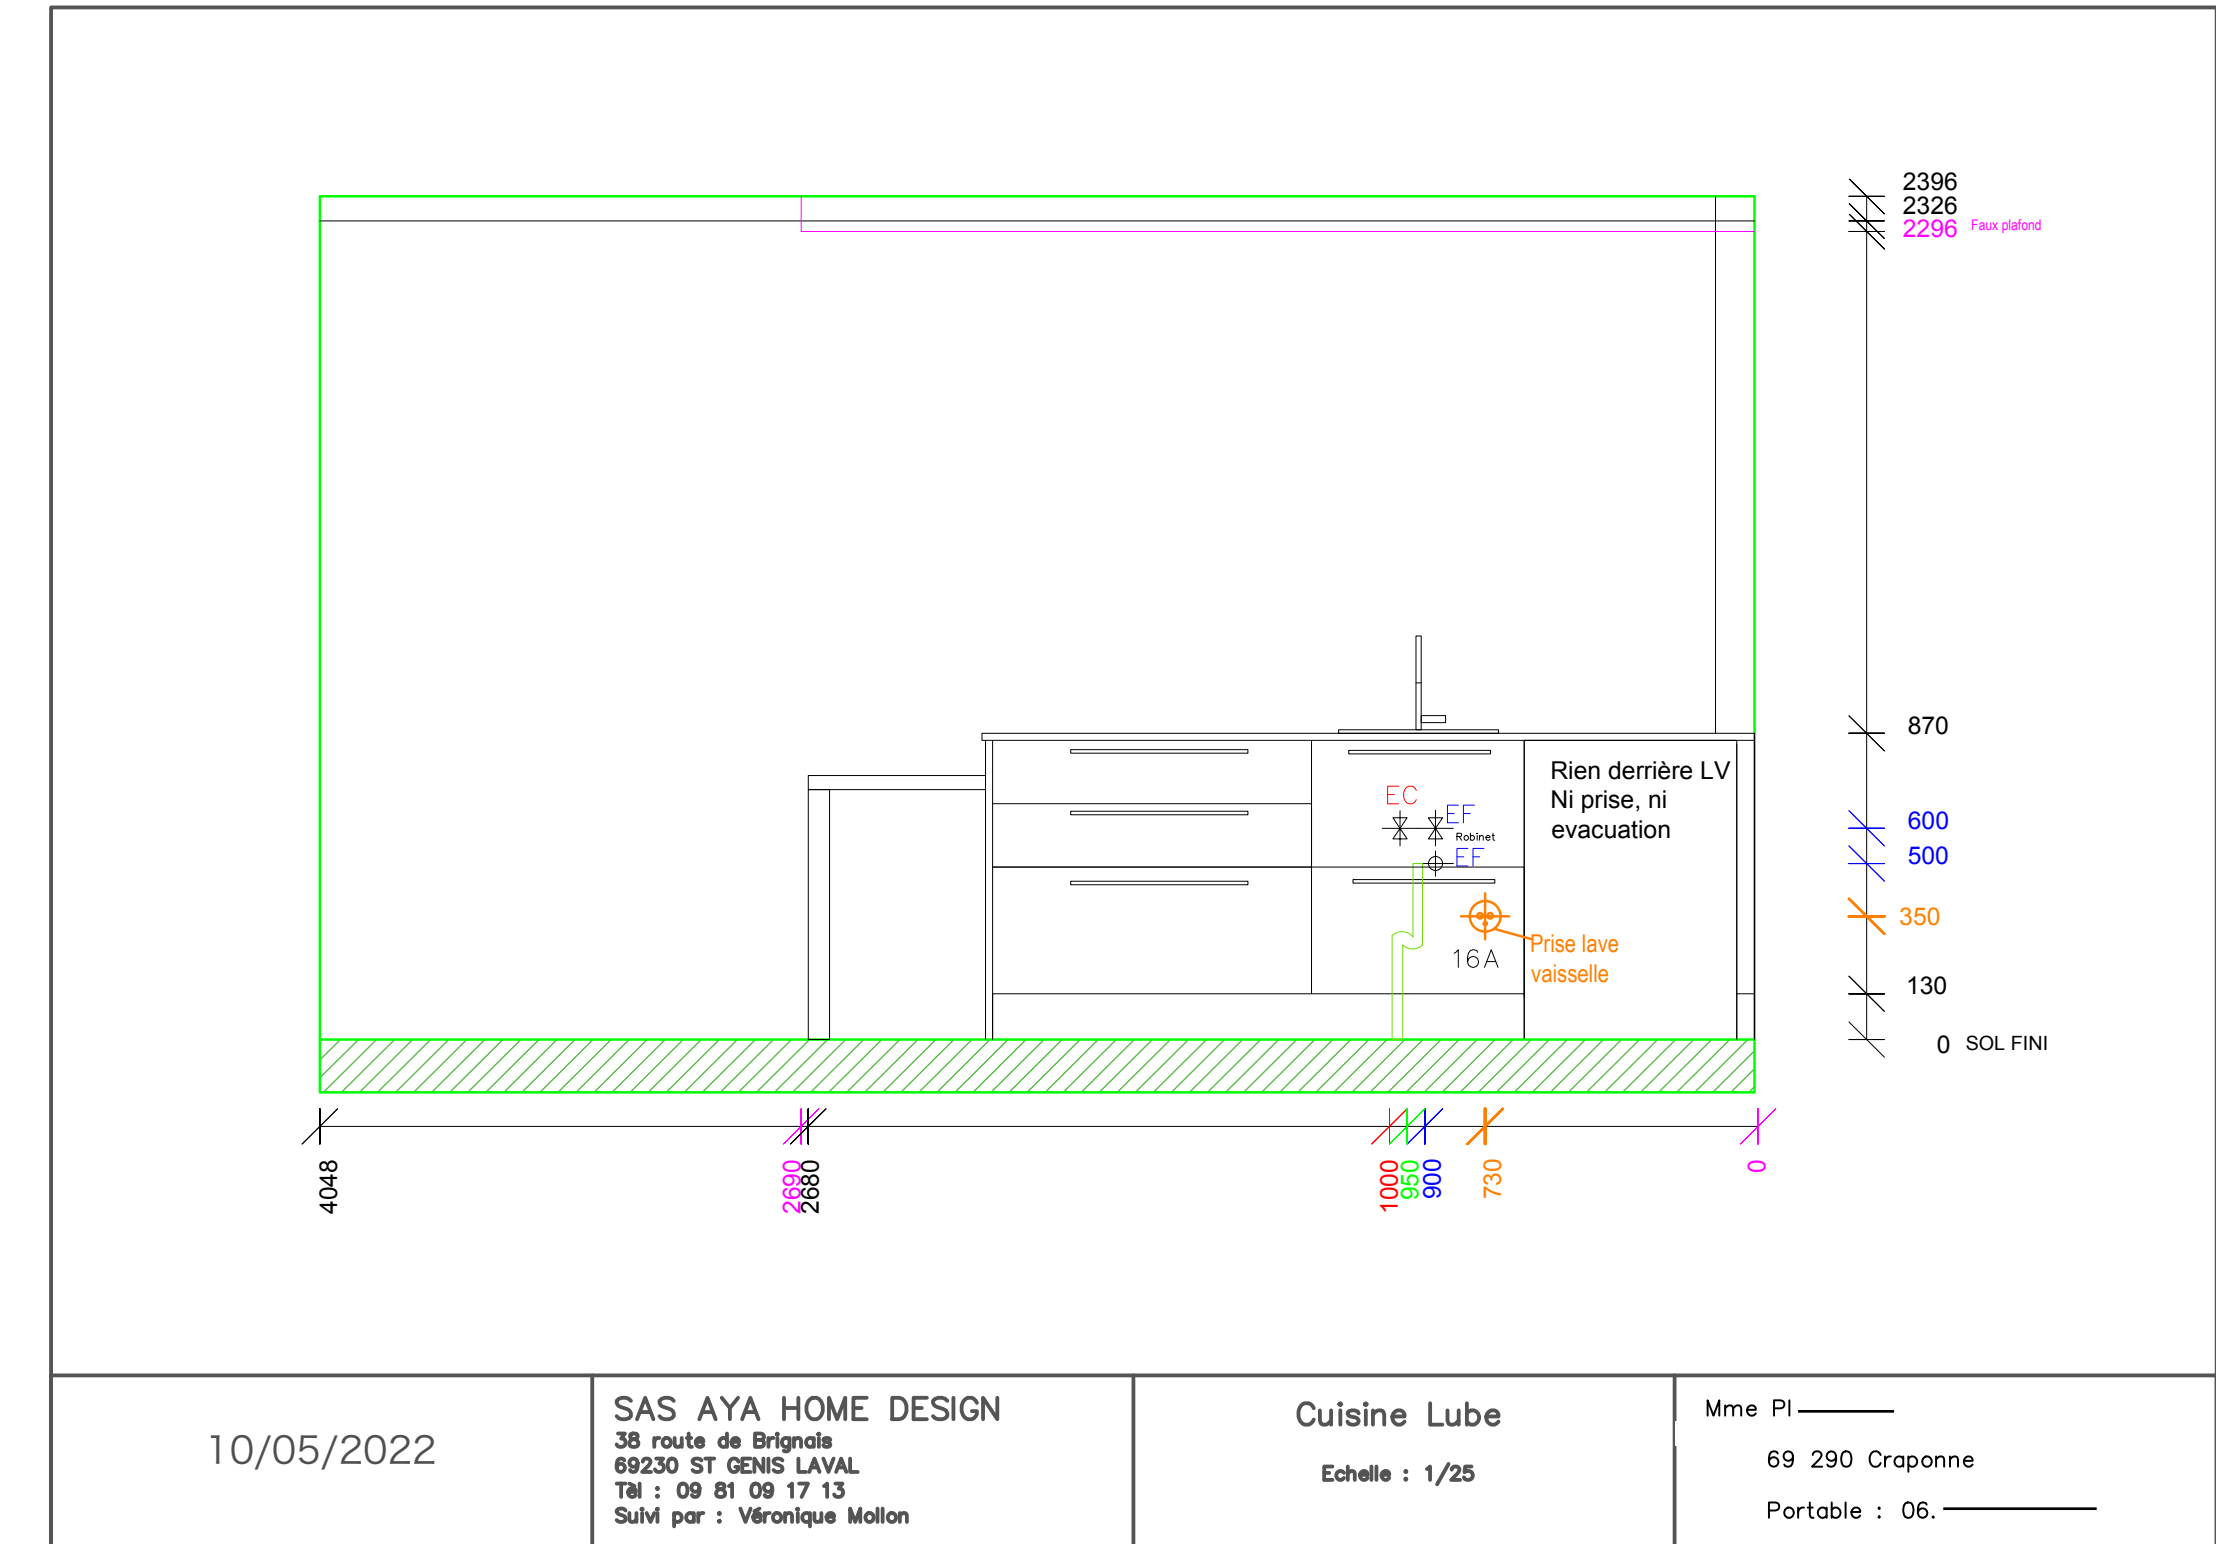 2396
2326
2296 Faux plafond
870
Rien derrière LV
Ni prise, ni
evacuation
EC
EF
Robinet
EF
600
500
350
Prise lave
vaisselle
16A
130
0 SOL FINI
4048
2690
2680
1000
950
900
730
0
10/05/2022
SAS AYA HOME DESIGN
38 route de Brignais
69230 ST GENIS LAVAL
Tèl : 09 81 09 17 13
Suivi par : Véronique Mollon
Cuisine Lube
Echelle : 1/25
Mme Pl
69 290 Craponne
Portable : 06.